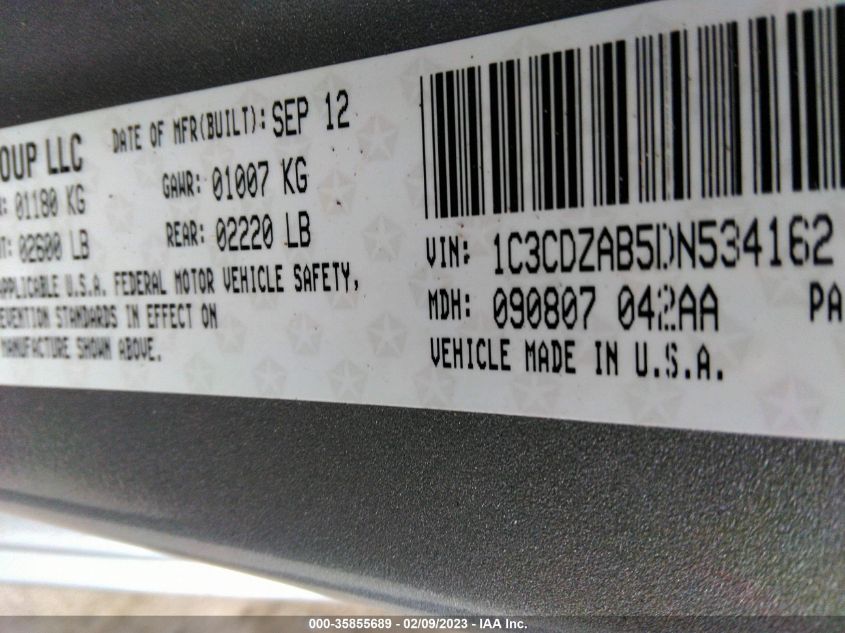 OUP LLC
DATE OF MFR(BUILT): SEP 12
01180 KG
GAWR: 01007 KG
02600 LB
REAR: 02220 LB
APPLICABLE U.S.A. FEDERAL MOTOR VEHICLE SAFETY,
EVENTION STANDARDS IN EFFECT ON
MANUFACTURE SHOWN ABOVE.
VIN: 1C3CDZAB5DN534162
MDH: 090807 042AA PA
VEHICLE MADE IN U.S.A.
000-35855689 - 02/09/2023 - IAA Inc.